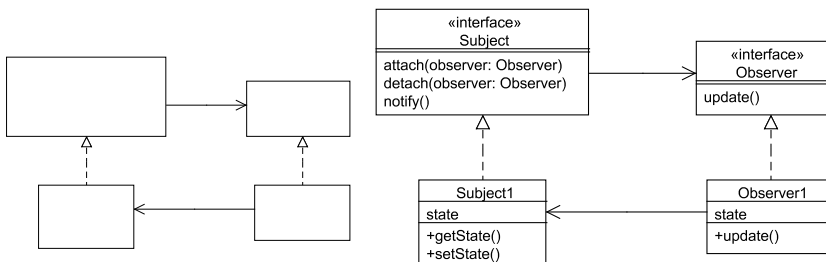 «interface»
Subject
attach(observer: Observer)
detach(observer: Observer)
notify()
«interface»
Observer
update()
Subject1
state
+getState()
+setState()
Observer1
state
+update()